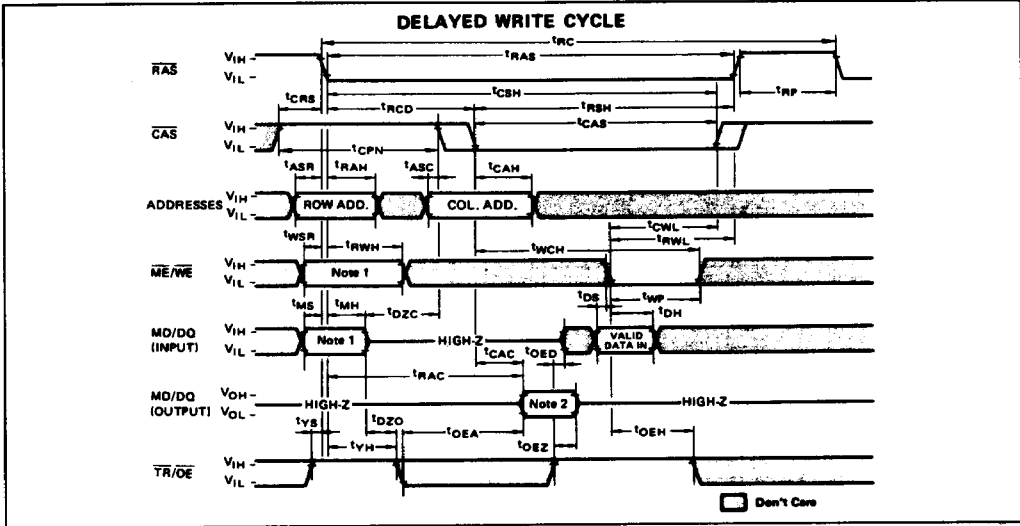 DELAYED WRITE CYCLE
tRC
tRAS
RAS
VIH
VIL
tCSH
tRP
tCRS
tRCD
tRSH
tCAS
CAS
VIH
VIL
tCPN
tASR
tRAH
tASC
tCAH
ADDRESSES
VIH
VIL
ROW ADD.
COL. ADD.
tCWL
tRWL
tWSR
tRWH
tWCH
ME/WE
VIH
VIL
Note 1
tWP
tDS
tDH
tMS
tMH
tDZC
MD/DQ
(INPUT)
VIH
VIL
Note 1
HIGH-Z
VALID
DATA IN
tCAC
tOED
tRAC
MD/DQ
(OUTPUT)
VOH
VOL
HIGH-Z
Note 2
HIGH-Z
tYS
tDZO
tOEA
tOEZ
tOEH
tYH
TR/OE
VIH
VIL
Don't Care